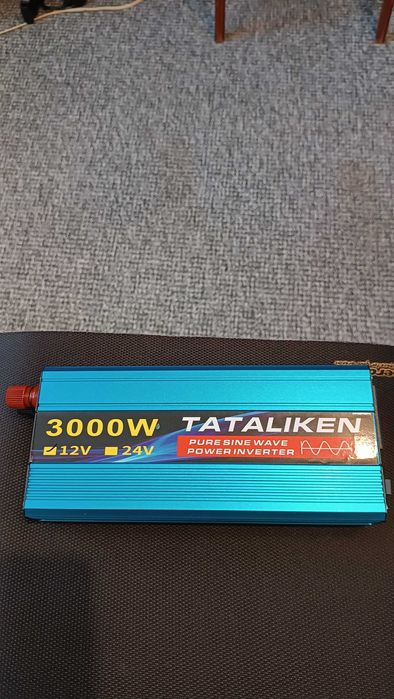 3000W
12V 24V
TATALIKEN
PURE SINE WAVE
POWER INVERTER